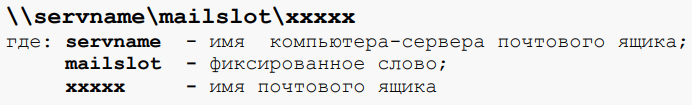 \\servname\mailslot\xxxxx
где: servname - имя компьютера-сервера почтового ящика;
mailslot - фиксированное слово;
xxxxx - имя почтового ящика